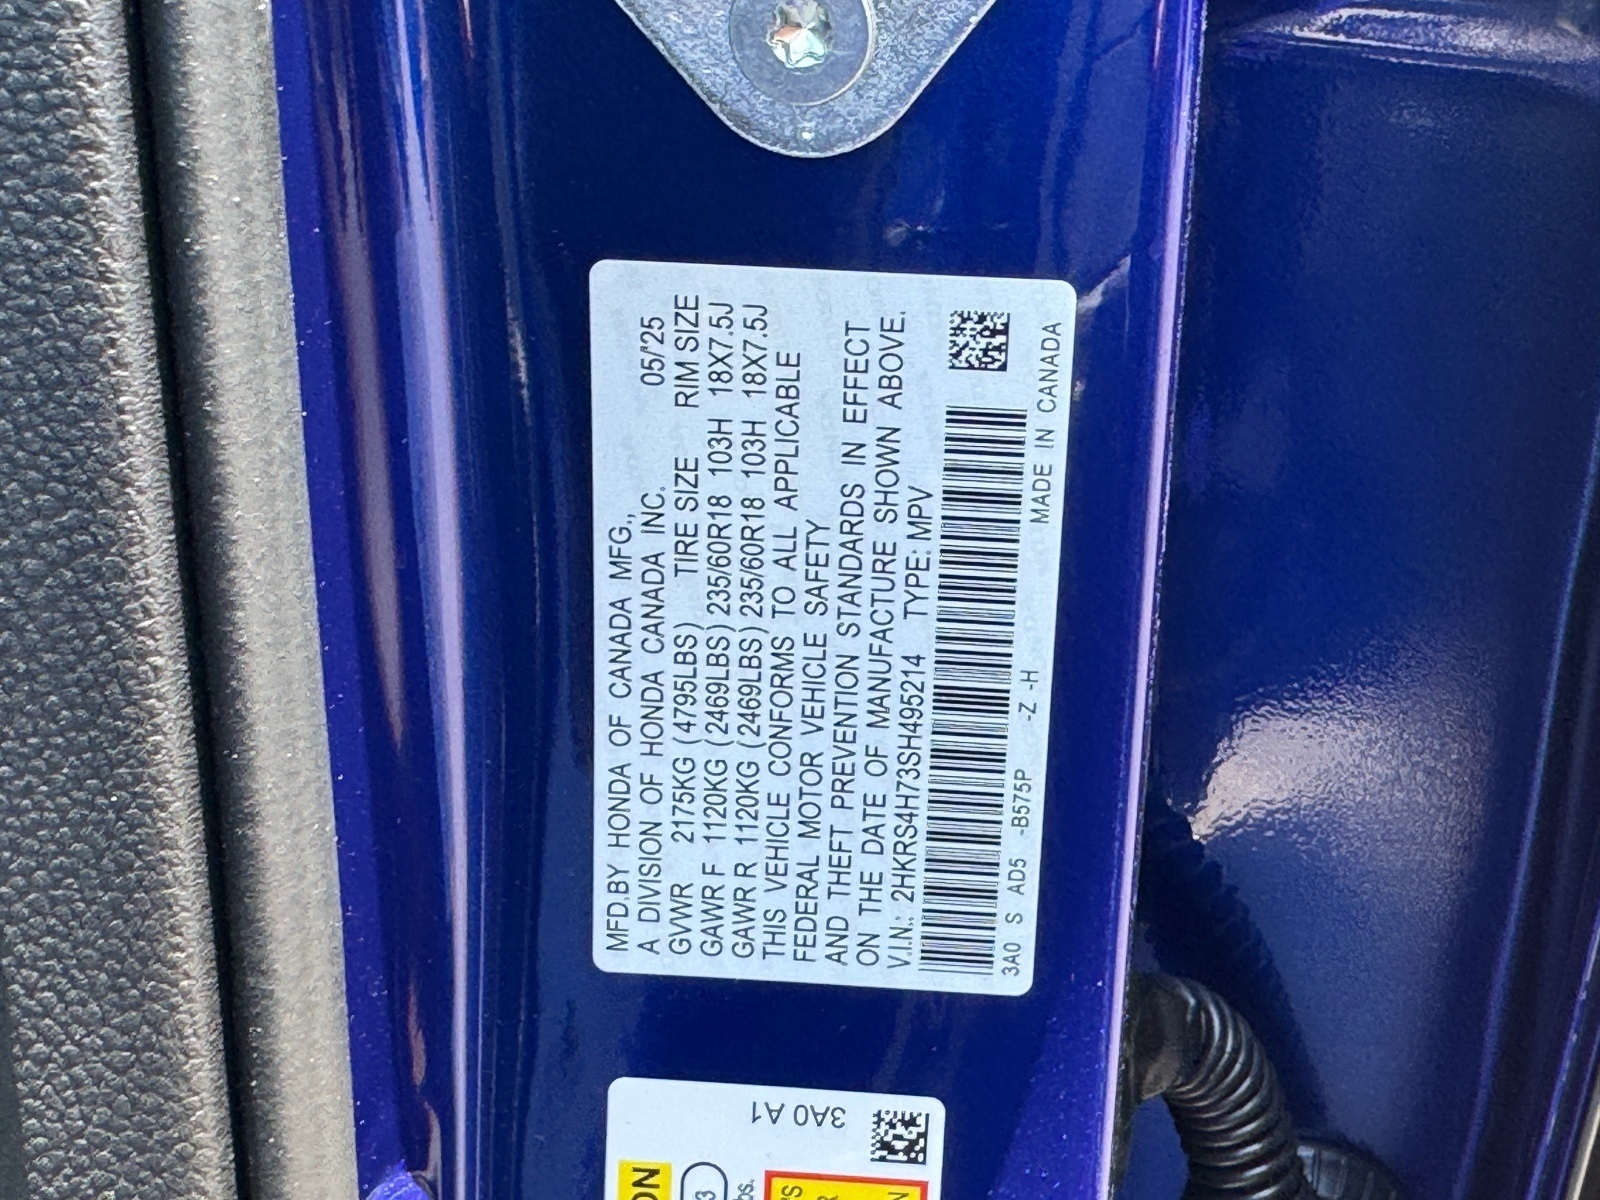 MFD.BY HONDA OF CANADA MFG.,
A DIVISION OF HONDA CANADA INC. 05/25
GVWR 2175KG (4795LBS) TIRE SIZE RIM SIZE
GAWR F 1120KG (2469LBS) 235/60R18 103H 18X7.5J
GAWR R 1120KG (2469LBS) 235/60R18 103H 18X7.5J
THIS VEHICLE CONFORMS TO ALL APPLICABLE
FEDERAL MOTOR VEHICLE SAFETY
AND THEFT PREVENTION STANDARDS IN EFFECT
ON THE DATE OF MANUFACTURE SHOWN ABOVE.
V.I.N.: 2HKRS4H73SH495214 TYPE: MPV
3A0 S AD5 -B575P -Z -H MADE IN CANADA
3A0 A1